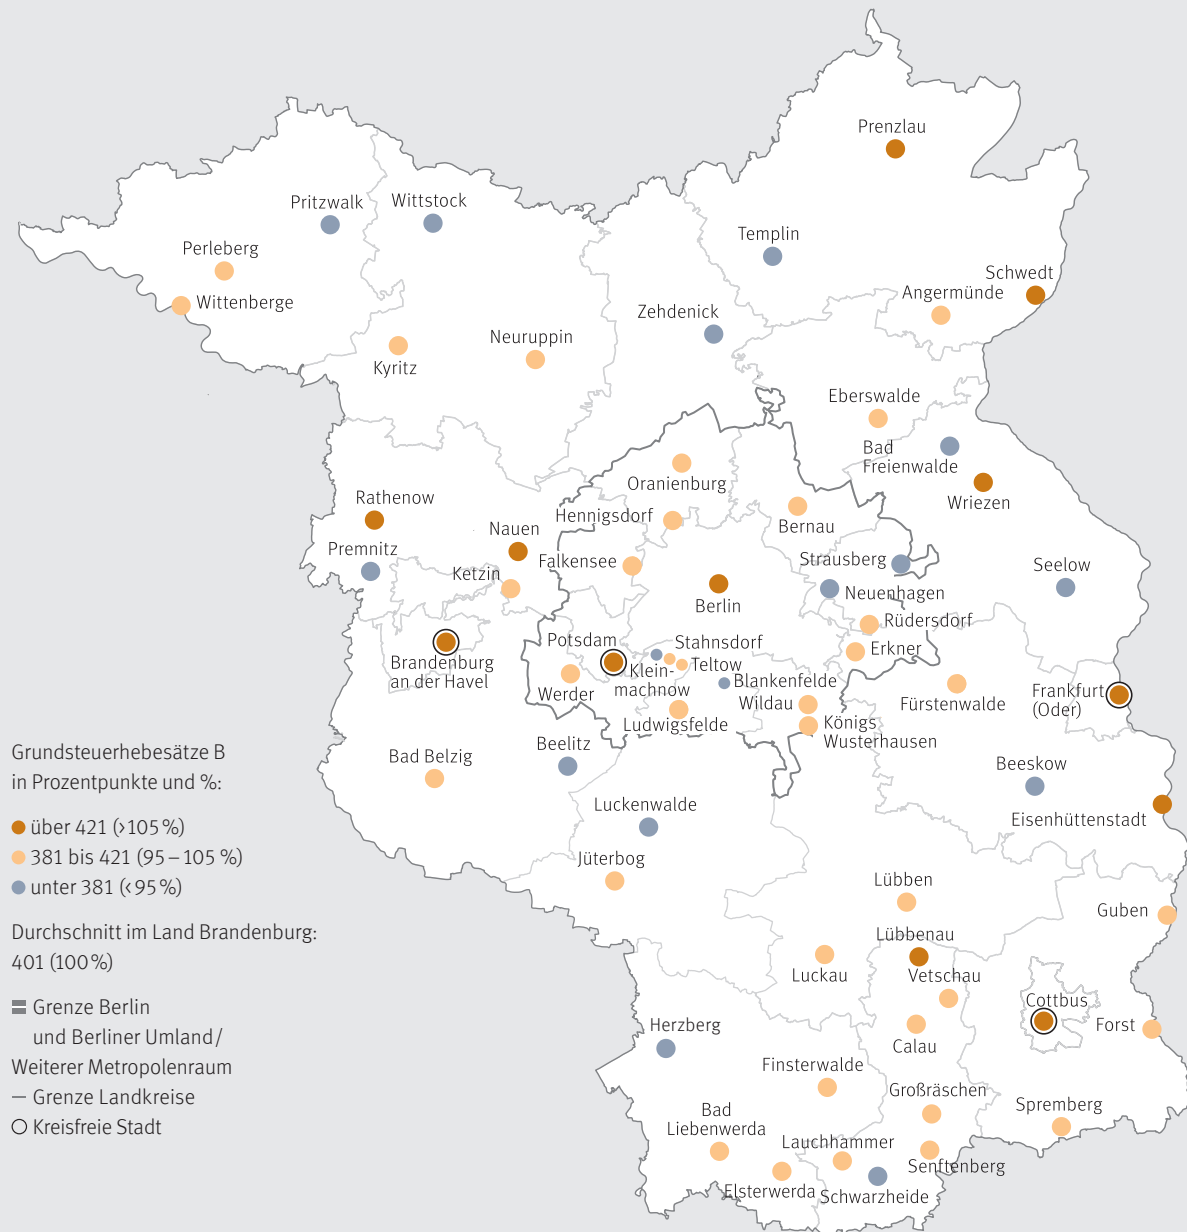 Prenzlau
Pritzwalk
Wittstock
Templin
Perleberg
Schwedt
Wittenberge
Angermünde
Zehdenick
Neuruppin
Kyritz
Eberswalde
Bad
Freienwalde
Oranienburg
Wriezen
Rathenow
Hennigsdorf
Bernau
Nauen
Premnitz
Falkensee
Strausberg
Ketzin
Seelow
Neuenhagen
Berlin
Rüdersdorf
Potsdam
Stahnsdorf
Erkner
Brandenburg
an der Havel
Klein-
machnow
Teltow
Werder
Blankenfelde
Wildau
Fürstenwalde
Frankfurt
(Oder)
Ludwigsfelde
Königs
Wusterhausen
Beelitz
Bad Belzig
Beeskow
Luckenwalde
Eisenhüttenstadt
Jüterbog
Lübben
Guben
Lübbenau
Luckau
Vetschau
Cottbus
Herzberg
Forst
Calau
Finsterwalde
Großräschen
Bad
Liebenwerda
Spremberg
Lauchhammer
Senftenberg
Elsterwerda
Schwarzheide
Grundsteuerhebesätze B
in Prozentpunkte und %:
über 421 (>105 %)
381 bis 421 (95 – 105 %)
unter 381 (<95 %)
Durchschnitt im Land Brandenburg:
401 (100 %)
Grenze Berlin
und Berliner Umland/
Weiterer Metropolenraum
Grenze Landkreise
Kreisfreie Stadt